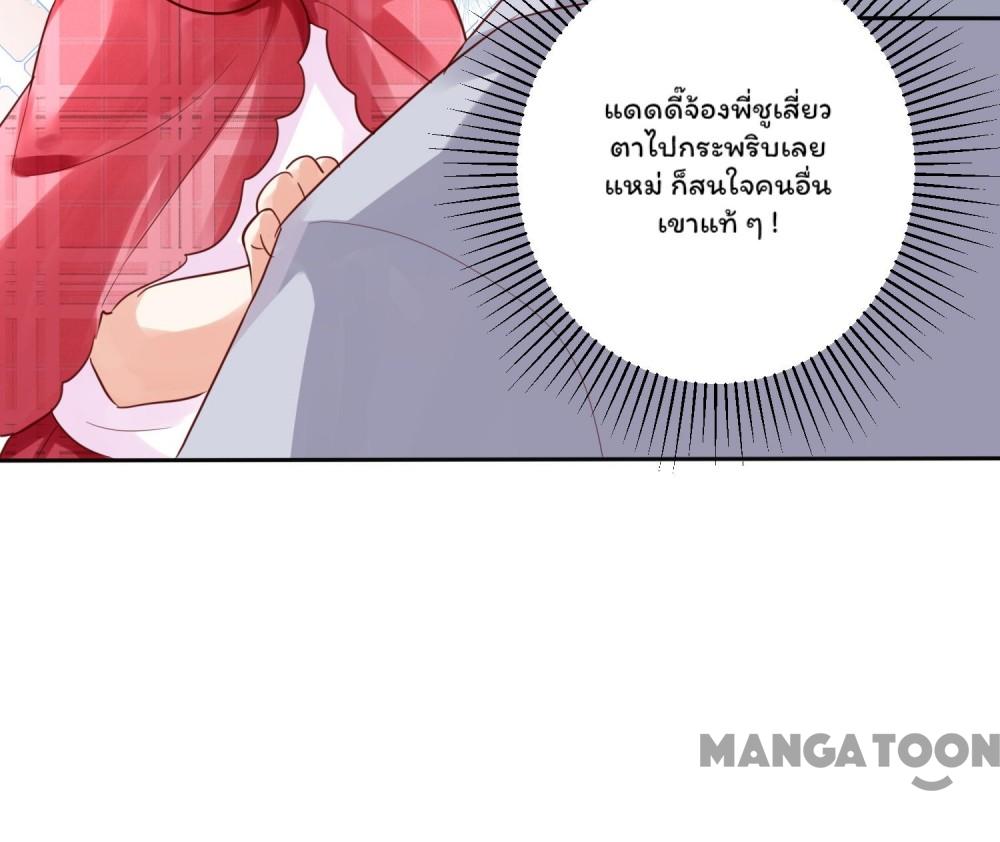 แดดดี๊จ้องพี่ชูเสี่ยว
ตาไปกระพริบเลย
แหม่ ก็สนใจคนอื่น
เขาแท้ ๆ !
MANGATOON